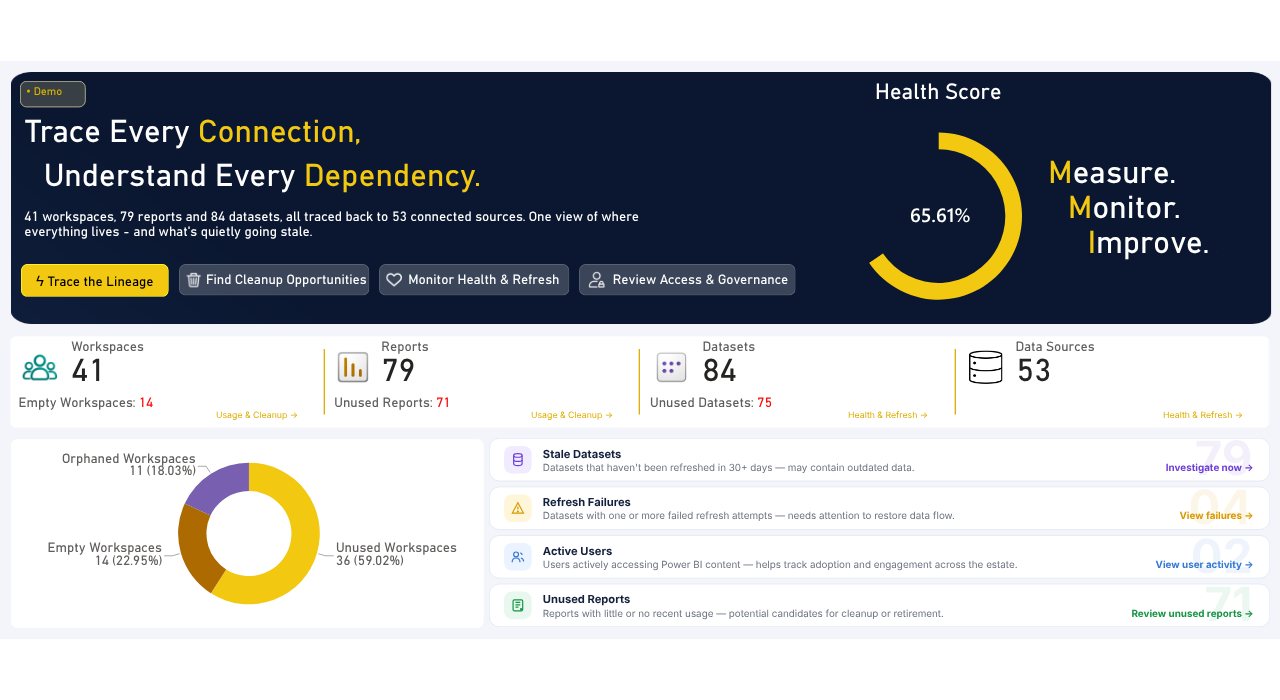 • Demo
Trace Every Connection,
Understand Every Dependency.
41 workspaces, 79 reports and 84 datasets, all traced back to 53 connected sources. One view of where
everything lives - and what's quietly going stale.
ϟ Trace the Lineage
Find Cleanup Opportunities
Monitor Health & Refresh
Review Access & Governance
Health Score
65.61%
Measure.
Monitor.
Improve.
Workspaces
41
Empty Workspaces: 14
Usage & Cleanup →
Reports
79
Unused Reports: 71
Usage & Cleanup →
Datasets
84
Unused Datasets: 75
Health & Refresh →
Data Sources
53
Health & Refresh →
Orphaned Workspaces
11 (18.03%)
Empty Workspaces
14 (22.95%)
Unused Workspaces
36 (59.02%)
Stale Datasets
Datasets that haven't been refreshed in 30+ days — may contain outdated data.
79
Investigate now →
Refresh Failures
Datasets with one or more failed refresh attempts — needs attention to restore data flow.
04
View failures →
Active Users
Users actively accessing Power BI content — helps track adoption and engagement across the estate.
02
View user activity →
Unused Reports
Reports with little or no recent usage — potential candidates for cleanup or retirement.
71
Review unused reports →